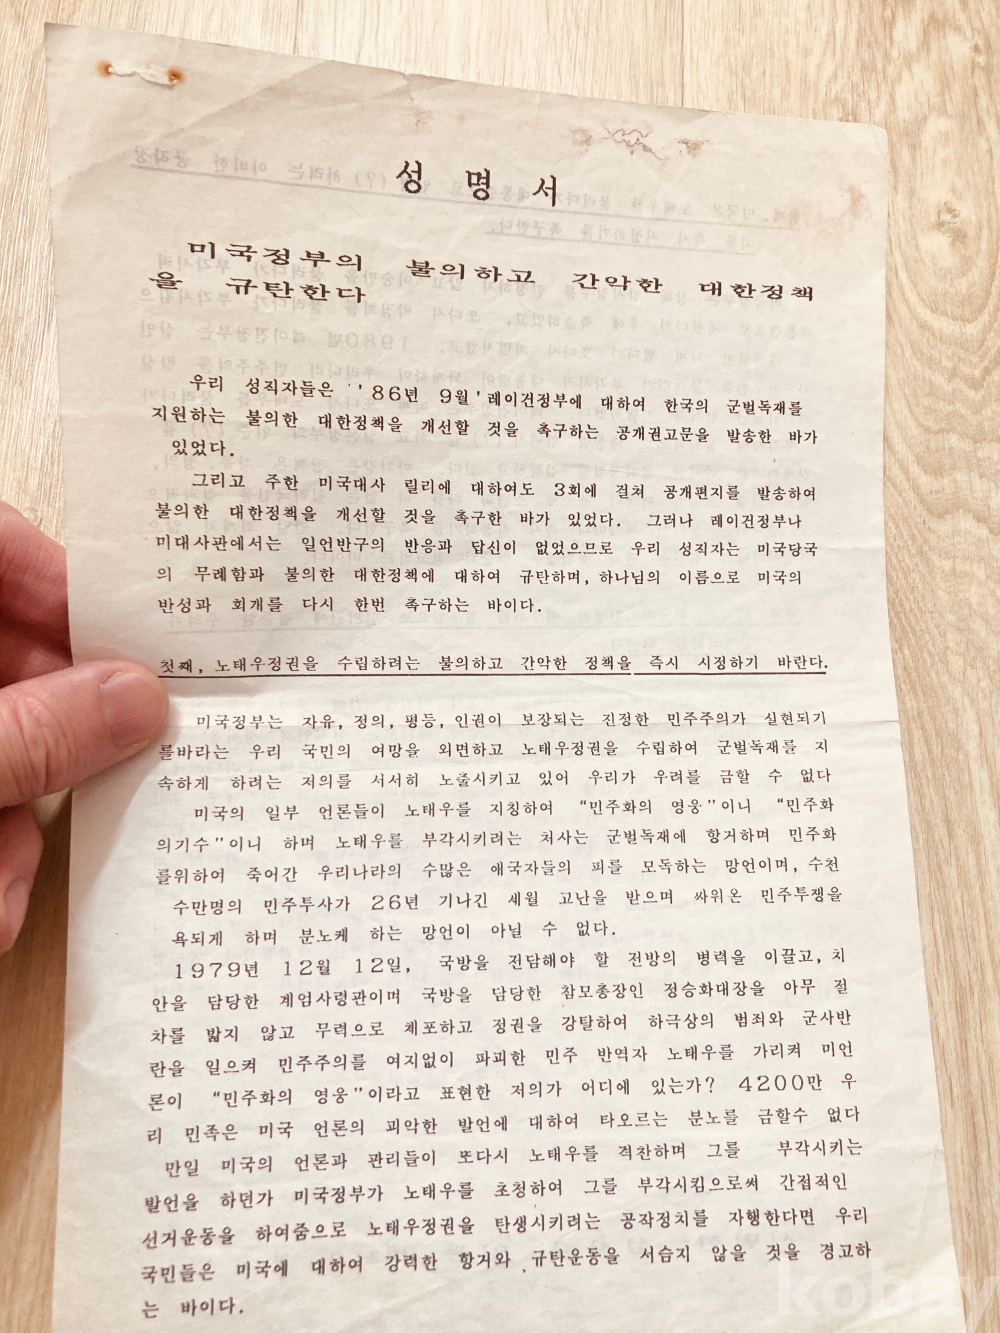 성 명 서
미국정부의 불의하고 간악한 대한정책
을 규탄한다
우리 성직자들은 '86년 9월' 레이건정부에 대하여 한국의 군벌독재를
지원하는 불의한 대한정책을 개선할 것을 촉구하는 공개권고문을 발송한 바가
있었다.
그리고 주한 미국대사 릴리에 대하여도 3회에 걸쳐 공개편지를 발송하여
불의한 대한정책을 개선할 것을 촉구한 바가 있었다. 그러나 레이건정부나
미대사관에서는 일언반구의 반응과 답신이 없었으므로 우리 성직자는 미국당국
의 무례함과 불의한 대한정책에 대하여 규탄하며, 하나님의 이름으로 미국의
반성과 회개를 다시 한번 촉구하는 바이다.
첫째, 노태우정권을 수립하려는 불의하고 간악한 정책을 즉시 시정하기 바란다.
미국정부는 자유, 정의, 평등, 인권이 보장되는 진정한 민주주의가 실현되기
를바라는 우리 국민의 여망을 외면하고 노태우정권을 수립하여 군벌독재를 지
속하게 하려는 저의를 서서히 노출시키고 있어 우리가 우려를 금할 수 없다
미국의 일부 언론들이 노태우를 지칭하여 “민주화의 영웅”이니 “민주화
의기수”이니 하며 노태우를 부각시키려는 처사는 군벌독재에 항거하며 민주화
를위하여 죽어간 우리나라의 수많은 애국자들의 피를 모독하는 망언이며, 수천
수만명의 민주투사가 26년 기나긴 세월 고난을 받으며 싸워온 민주투쟁을
욕되게 하며 분노케 하는 망언이 아닐 수 없다.
1979년 12월 12일, 국방을 전담해야 할 전방의 병력을 이끌고, 치
안을 담당한 계엄사령관이며 국방을 담당한 참모총장인 정승화대장을 아무 절
차를 밟지 않고 무력으로 체포하고 정권을 강탈하여 하극상의 범죄와 군사반
란을 일으켜 민주주의를 여지없이 파괴한 민주 반역자 노태우를 가리켜 미언
론이 “민주화의 영웅”이라고 표현한 저의가 어디에 있는가? 4200만 우
리 민족은 미국 언론의 괴악한 발언에 대하여 타오르는 분노를 금할수 없다
만일 미국의 언론과 관리들이 또다시 노태우를 격찬하며 그를 부각시키는
발언을 하던가 미국정부가 노태우를 초청하여 그를 부각시킴으로써 간접적인
선거운동을 하여줌으로 노태우정권을 탄생시키려는 공작정치를 자행한다면 우리
국민들은 미국에 대하여 강력한 항거와 규탄운동을 서슴지 않을 것을 경고하
는 바이다.
kobay